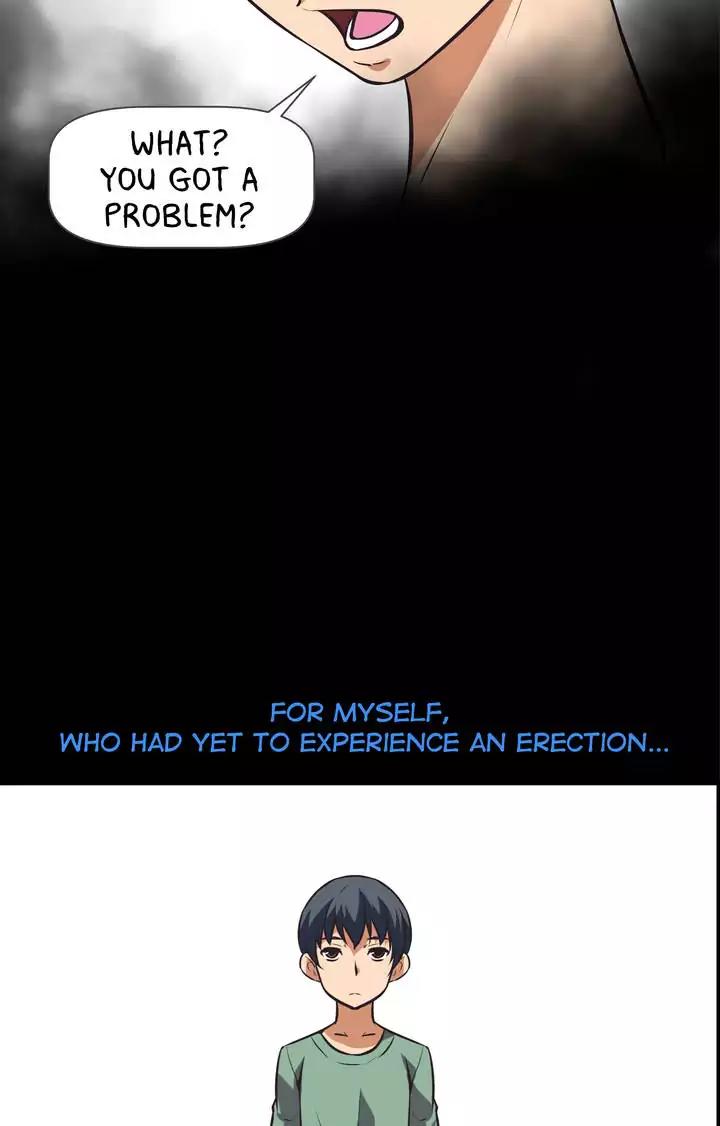 WHAT?
YOU GOT A
PROBLEM?
FOR MYSELF,
WHO HAD YET TO EXPERIENCE AN ERECTION...